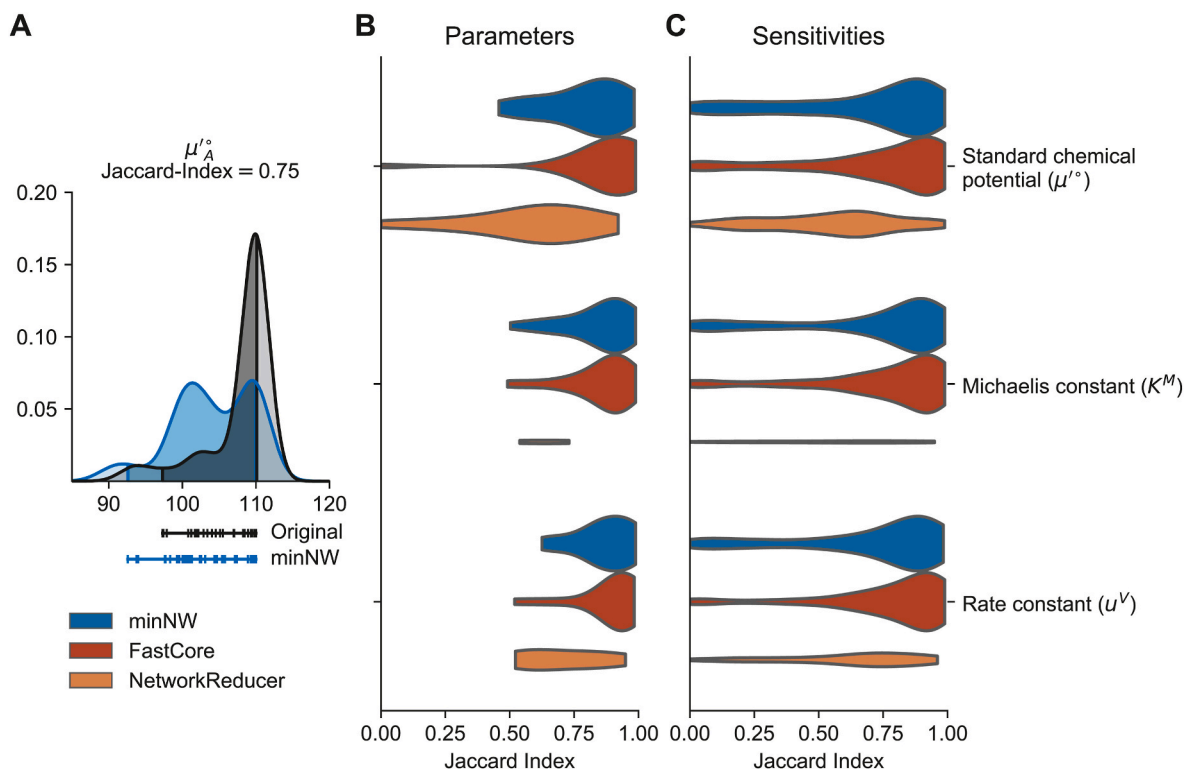 A
μ′°A
Jaccard-Index = 0.75
0.20
0.15
0.10
0.05
90 100 110 120
Original
minNW
minNW
FastCore
NetworkReducer
B
Parameters
0.00 0.25 0.50 0.75 1.00
Jaccard Index
C
Sensitivities
Standard chemical
potential (μ′°)
Michaelis constant (Kᴹ)
Rate constant (uⱽ)
0.00 0.25 0.50 0.75 1.00
Jaccard Index